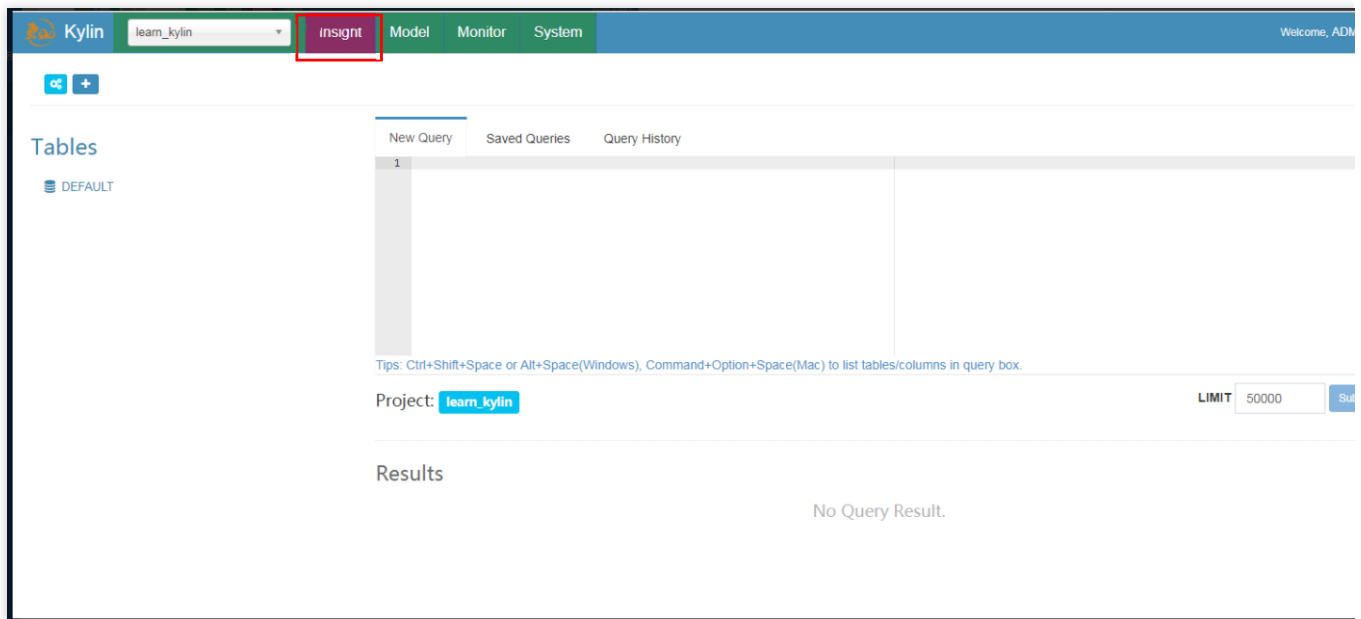 Kylin learn_kylin Insight Model Monitor System Welcome, ADM
Tables
DEFAULT
New Query Saved Queries Query History
1
Tips: Ctrl+Shift+Space or Alt+Space(Windows), Command+Option+Space(Mac) to list tables/columns in query box.
Project: learn_kylin
LIMIT 50000 Sub
Results
No Query Result.